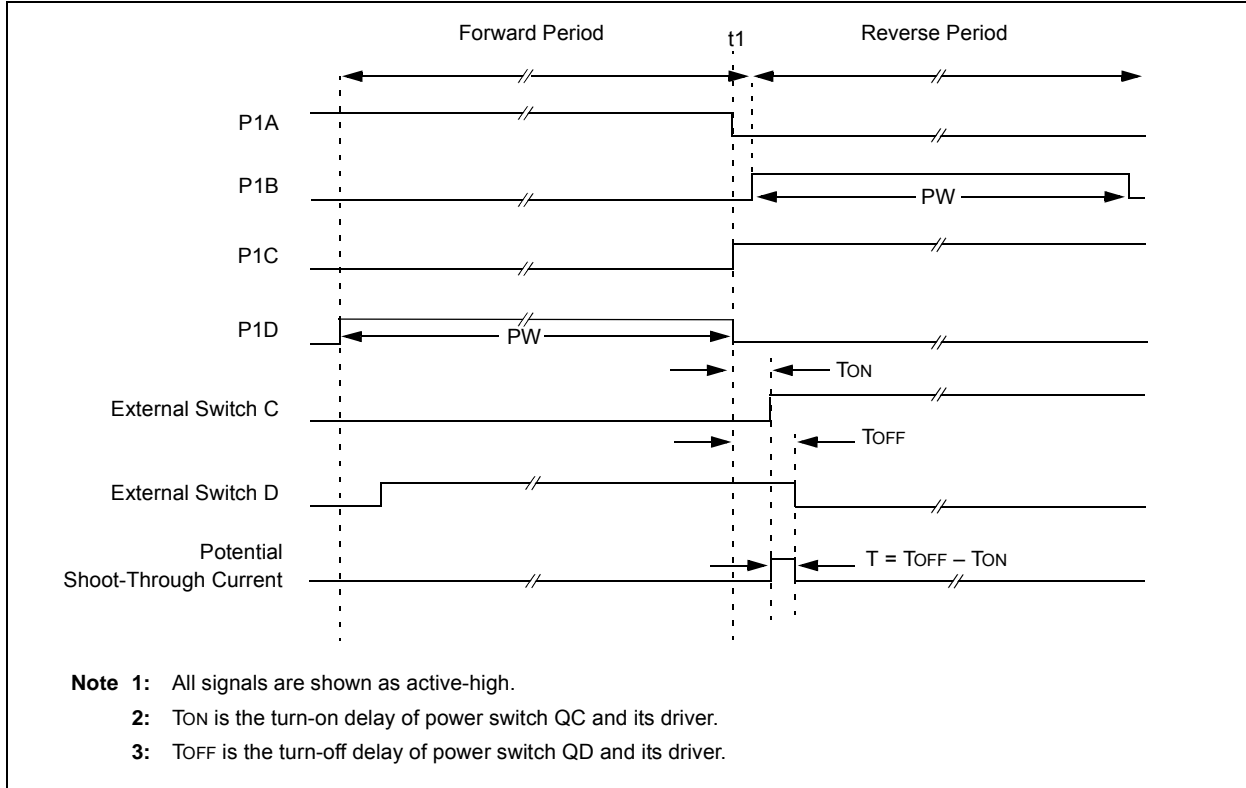 Forward Period
t1
Reverse Period
P1A
P1B
PW
P1C
P1D
PW
TON
External Switch C
TOFF
External Switch D
Potential
Shoot-Through Current
T = TOFF – TON
Note 1: All signals are shown as active-high.
2: TON is the turn-on delay of power switch QC and its driver.
3: TOFF is the turn-off delay of power switch QD and its driver.